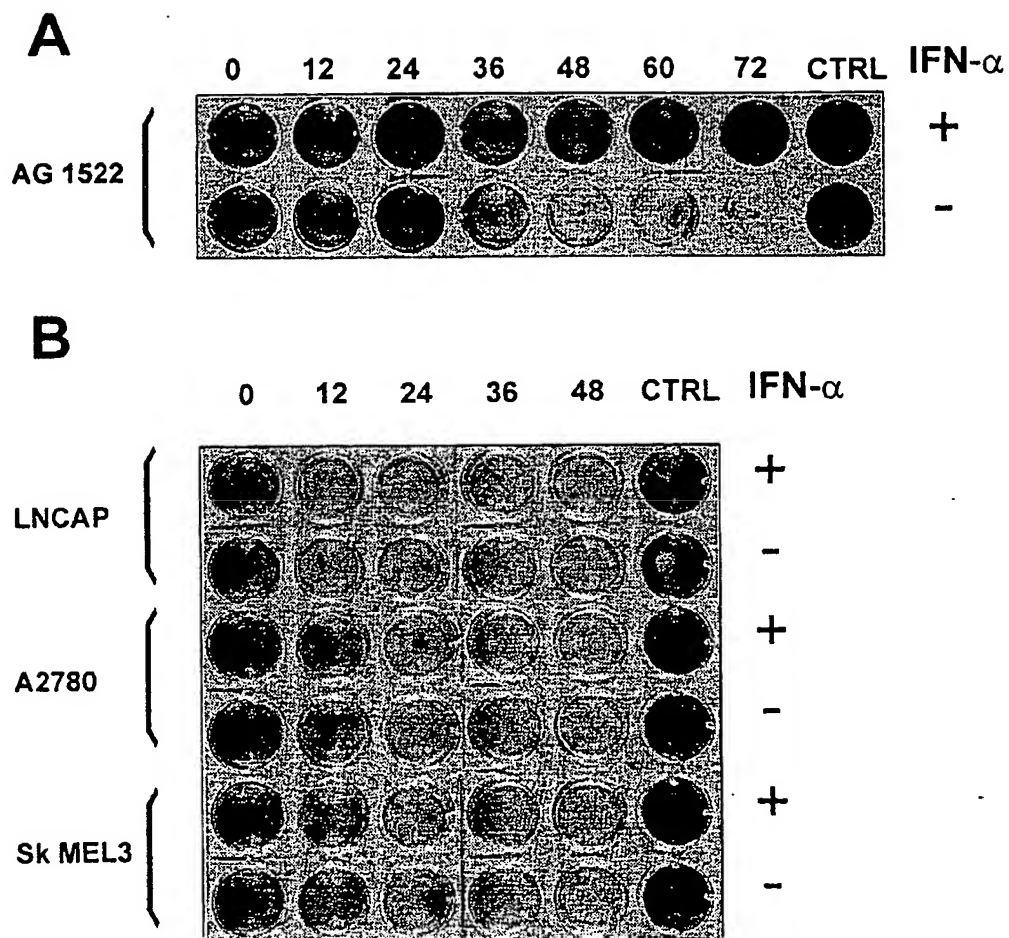 A
0 12 24 36 48 60 72 CTRL IFN-α
AG 1522
+
-
B
0 12 24 36 48 CTRL IFN-α
LNCAP
+
-
A2780
+
-
Sk MEL3
+
-